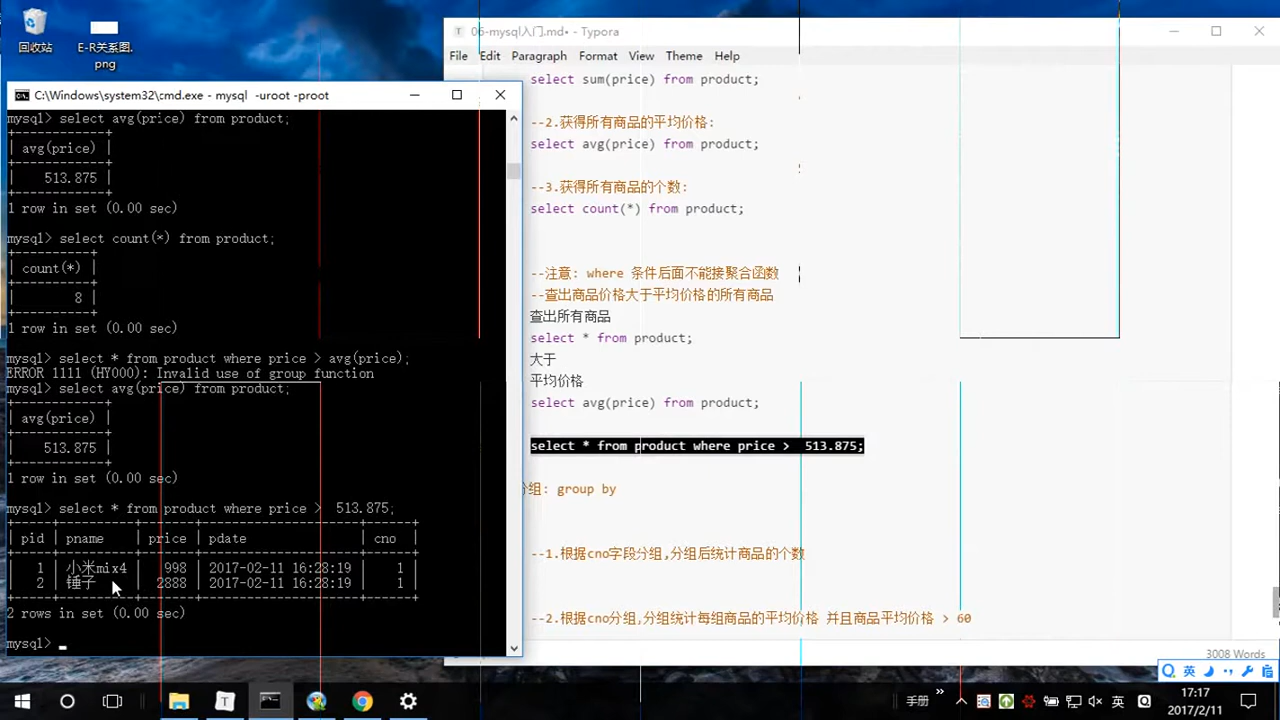 回收站
E-R关系图.
png
C:\Windows\system32\cmd.exe - mysql -uroot -proot
mysql> select avg(price) from product;
+------------+
| avg(price) |
+------------+
| 513.875 |
+------------+
1 row in set (0.00 sec)
mysql> select count(*) from product;
+----------+
| count(*) |
+----------+
| 8 |
+----------+
1 row in set (0.00 sec)
mysql> select * from product where price > avg(price);
ERROR 1111 (HY000): Invalid use of group function
mysql> select avg(price) from product;
+------------+
| avg(price) |
+------------+
| 513.875 |
+------------+
1 row in set (0.00 sec)
mysql> select * from product where price > 513.875;
+-----+---------+-------+---------------------+------+
| pid | pname | price | pdate | cno |
+-----+---------+-------+---------------------+------+
| 1 | 小米mix4 | 998 | 2017-02-11 16:28:19 | 1 |
| 2 | 锤子 | 2888 | 2017-02-11 16:28:19 | 1 |
+-----+---------+-------+---------------------+------+
2 rows in set (0.00 sec)
mysql>
06-mysql入门.md• - Typora
File Edit Paragraph Format View Theme Help
select sum(price) from product;
--2.获得所有商品的平均价格:
select avg(price) from product;
--3.获得所有商品的个数:
select count(*) from product;
--注意: where 条件后面不能接聚合函数
--查出商品价格大于平均价格的所有商品
查出所有商品
select * from product;
大于
平均价格
select avg(price) from product;
select * from product where price > 513.875;
分组: group by
--1.根据cno字段分组,分组后统计商品的个数
--2.根据cno分组,分组统计每组商品的平均价格 并且商品平均价格 > 60
3008 Words
英
手册
英
17:17
2017/2/11